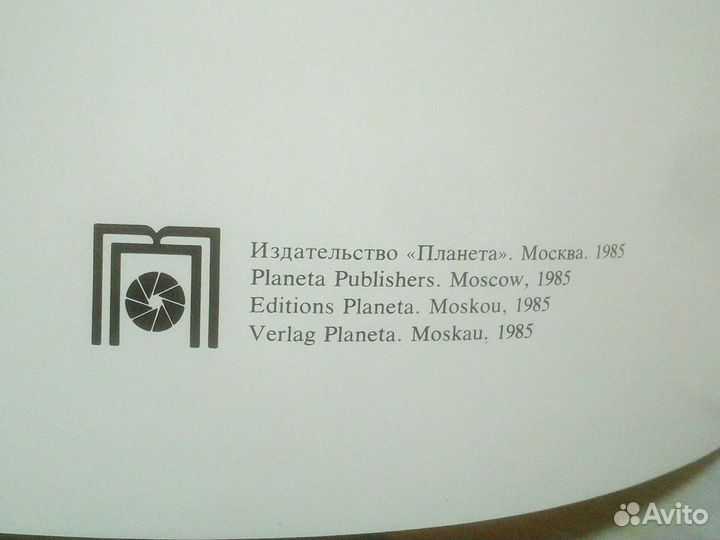 Издательство «Планета». Москва. 1985
Planeta Publishers. Moscow, 1985
Editions Planeta. Moskou, 1985
Verlag Planeta. Moskau. 1985
Avito